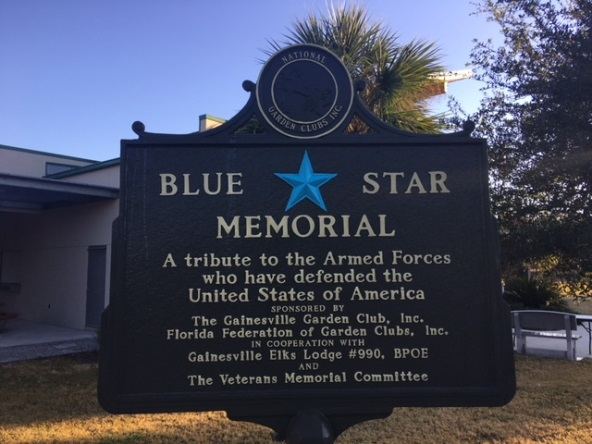 NATIONAL
GARDEN CLUBS INC.
BLUE STAR
MEMORIAL
A tribute to the Armed Forces
who have defended the
United States of America
SPONSORED BY
The Gainesville Garden Club, Inc.
Florida Federation of Garden Clubs, Inc.
IN COOPERATION WITH
Gainesville Elks Lodge #990, BPOE
AND
The Veterans Memorial Committee